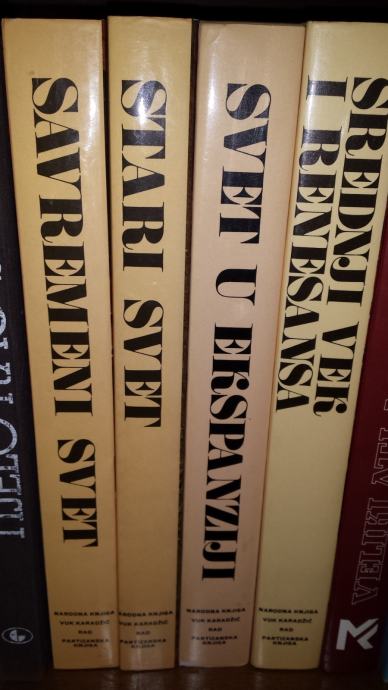 SAVREMENI SVET
NARODNA KNJIGA
VUK KARADŽIĆ
RAD
PARTIZANSKA
KNJIGA
STARI SVET
NARODNA KNJIGA
VUK KARADŽIĆ
RAD
PARTIZANSKA
KNJIGA
SVET U EKSPANZIJI
NARODNA KNJIGA
VUK KARADŽIĆ
RAD
PARTIZANSKA
KNJIGA
SREDNJI VEK
I RENESANSA
NARODNA KNJIGA
VUK KARADŽIĆ
RAD
PARTIZANSKA
KNJIGA